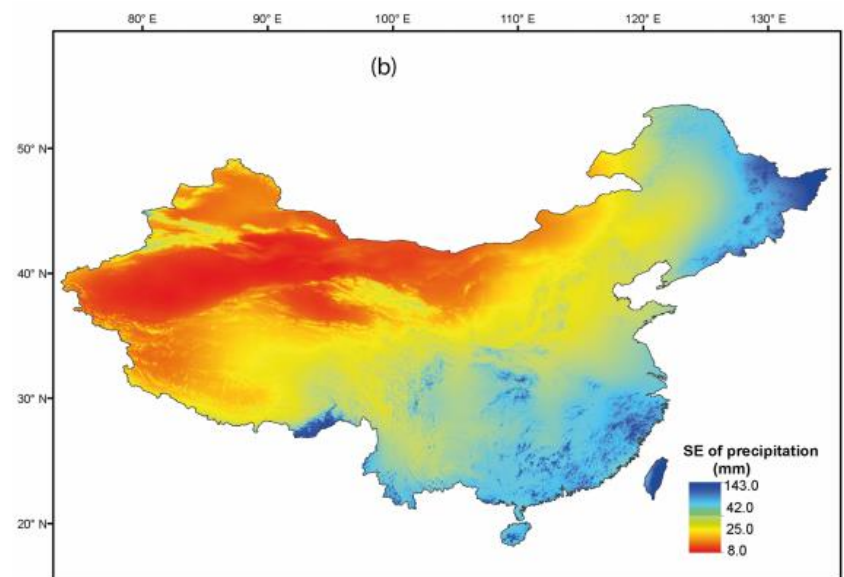 80° E 90° E 100° E 110° E 120° E 130° E
(b)
50° N
40° N
30° N
20° N
SE of precipitation
(mm)
143.0
42.0
25.0
8.0